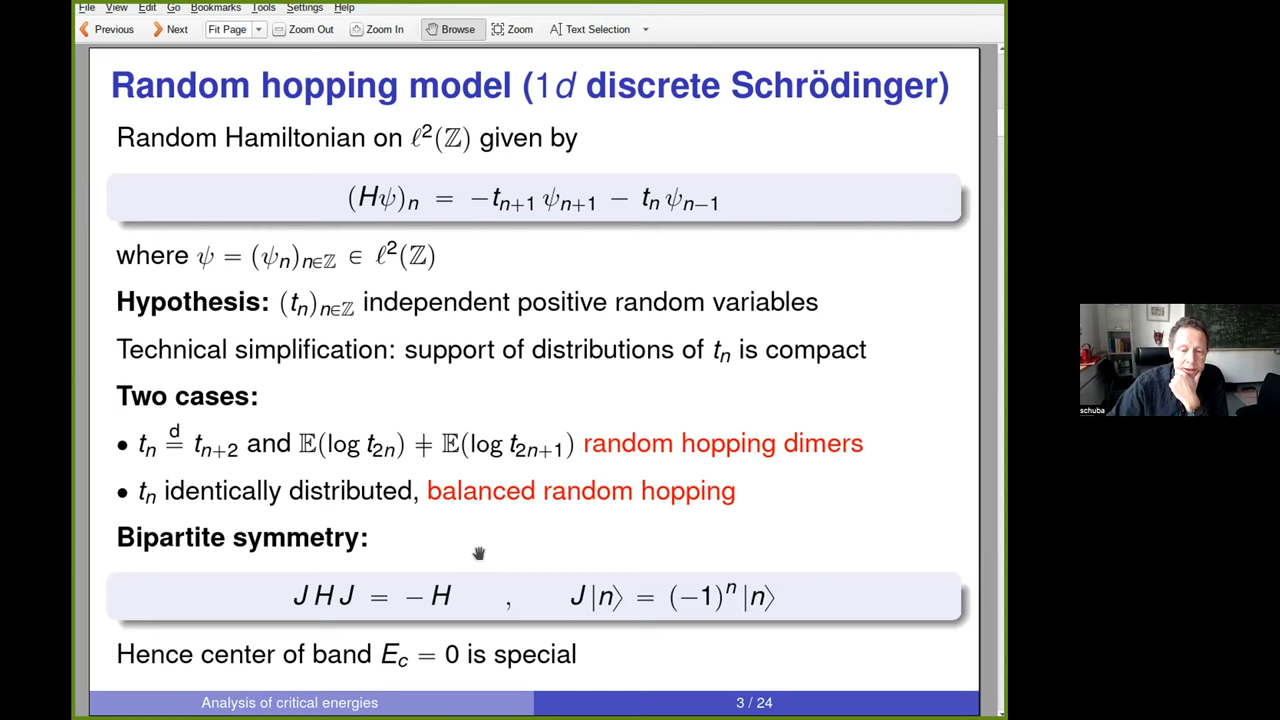 File Edit View Go Bookmarks Tools Settings Help
Previous Next Fit Page Zoom Out Zoom In Browse Zoom Text Selection
Random hopping model (1d discrete Schrödinger)
Random Hamiltonian on ℓ²(ℤ) given by
(Hψ)ₙ = −tₙ₊₁ ψₙ₊₁ − tₙ ψₙ₋₁
where ψ = (ψₙ)ₙ∈ℤ ∈ ℓ²(ℤ)
Hypothesis: (tₙ)ₙ∈ℤ independent positive random variables
Technical simplification: support of distributions of tₙ is compact
Two cases:
• tₙ =ᵈ tₙ₊₂ and 𝔼(log t₂ₙ) ≠ 𝔼(log t₂ₙ₊₁) random hopping dimers
• tₙ identically distributed, balanced random hopping
Bipartite symmetry:
J H J = − H , J|n⟩ = (−1)ⁿ|n⟩
Hence center of band E_c = 0 is special
Analysis of critical energies 3 / 24
schuba